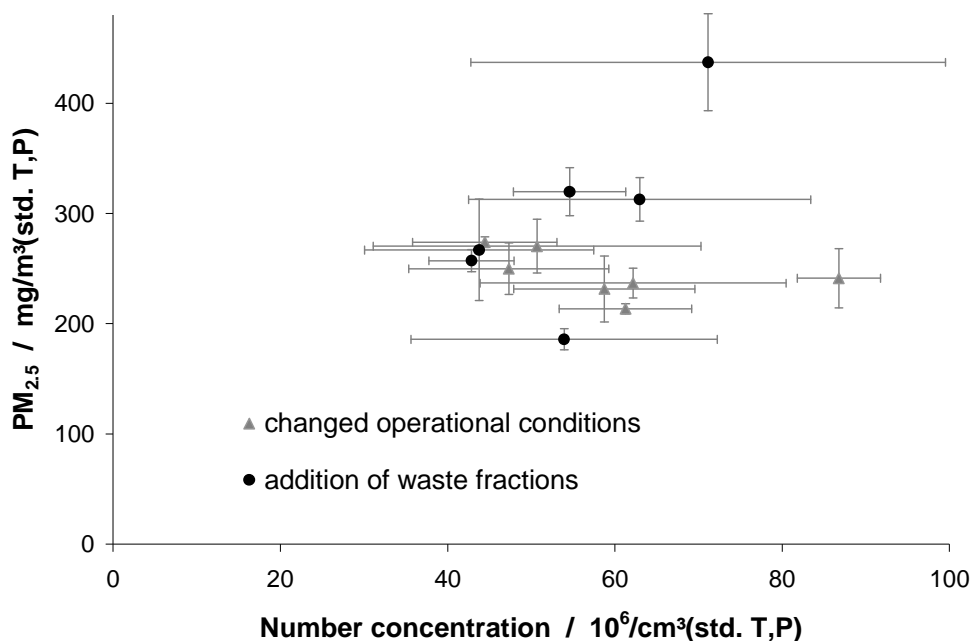 400
300
200
100
0
PM2.5 / mg/m³(std. T,P)
changed operational conditions
addition of waste fractions
0 20 40 60 80 100
Number concentration / 10⁶/cm³(std. T,P)